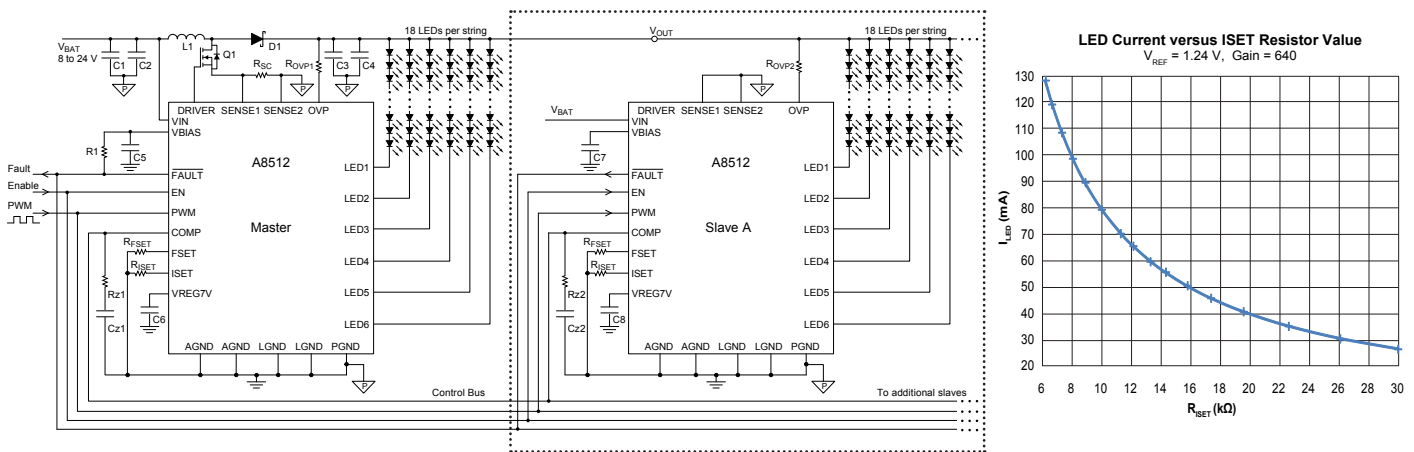 18 LEDs per string
VOUT
18 LEDs per string
VBAT
8 to 24 V
L1
Q1
D1
C1
C2
RSC
ROVP1
C3
C4
P
P
P
DRIVER
SENSE1
SENSE2
OVP
VIN
VBIAS
A8512
R1
C5
Fault
FAULT
Enable
EN
PWM
PWM
COMP
Master
FSET
RFSET
ISET
RISET
VREG7V
Rz1
Cz1
C6
LED1
LED2
LED3
LED4
LED5
LED6
AGND
AGND
LGND
LGND
PGND
P
Control Bus
ROVP2
P
DRIVER
SENSE1
SENSE2
OVP
VBAT
VIN
VBIAS
C7
A8512
FAULT
EN
PWM
COMP
Slave A
RFSET
FSET
RISET
ISET
VREG7V
Rz2
Cz2
C8
LED1
LED2
LED3
LED4
LED5
LED6
AGND
AGND
LGND
LGND
PGND
P
To additional slaves
LED Current versus ISET Resistor Value
VREF = 1.24 V, Gain = 640
ILED (mA)
130
120
110
100
90
80
70
60
50
40
30
20
6 8 10 12 14 16 18 20 22 24 26 28 30
RISET (kΩ)